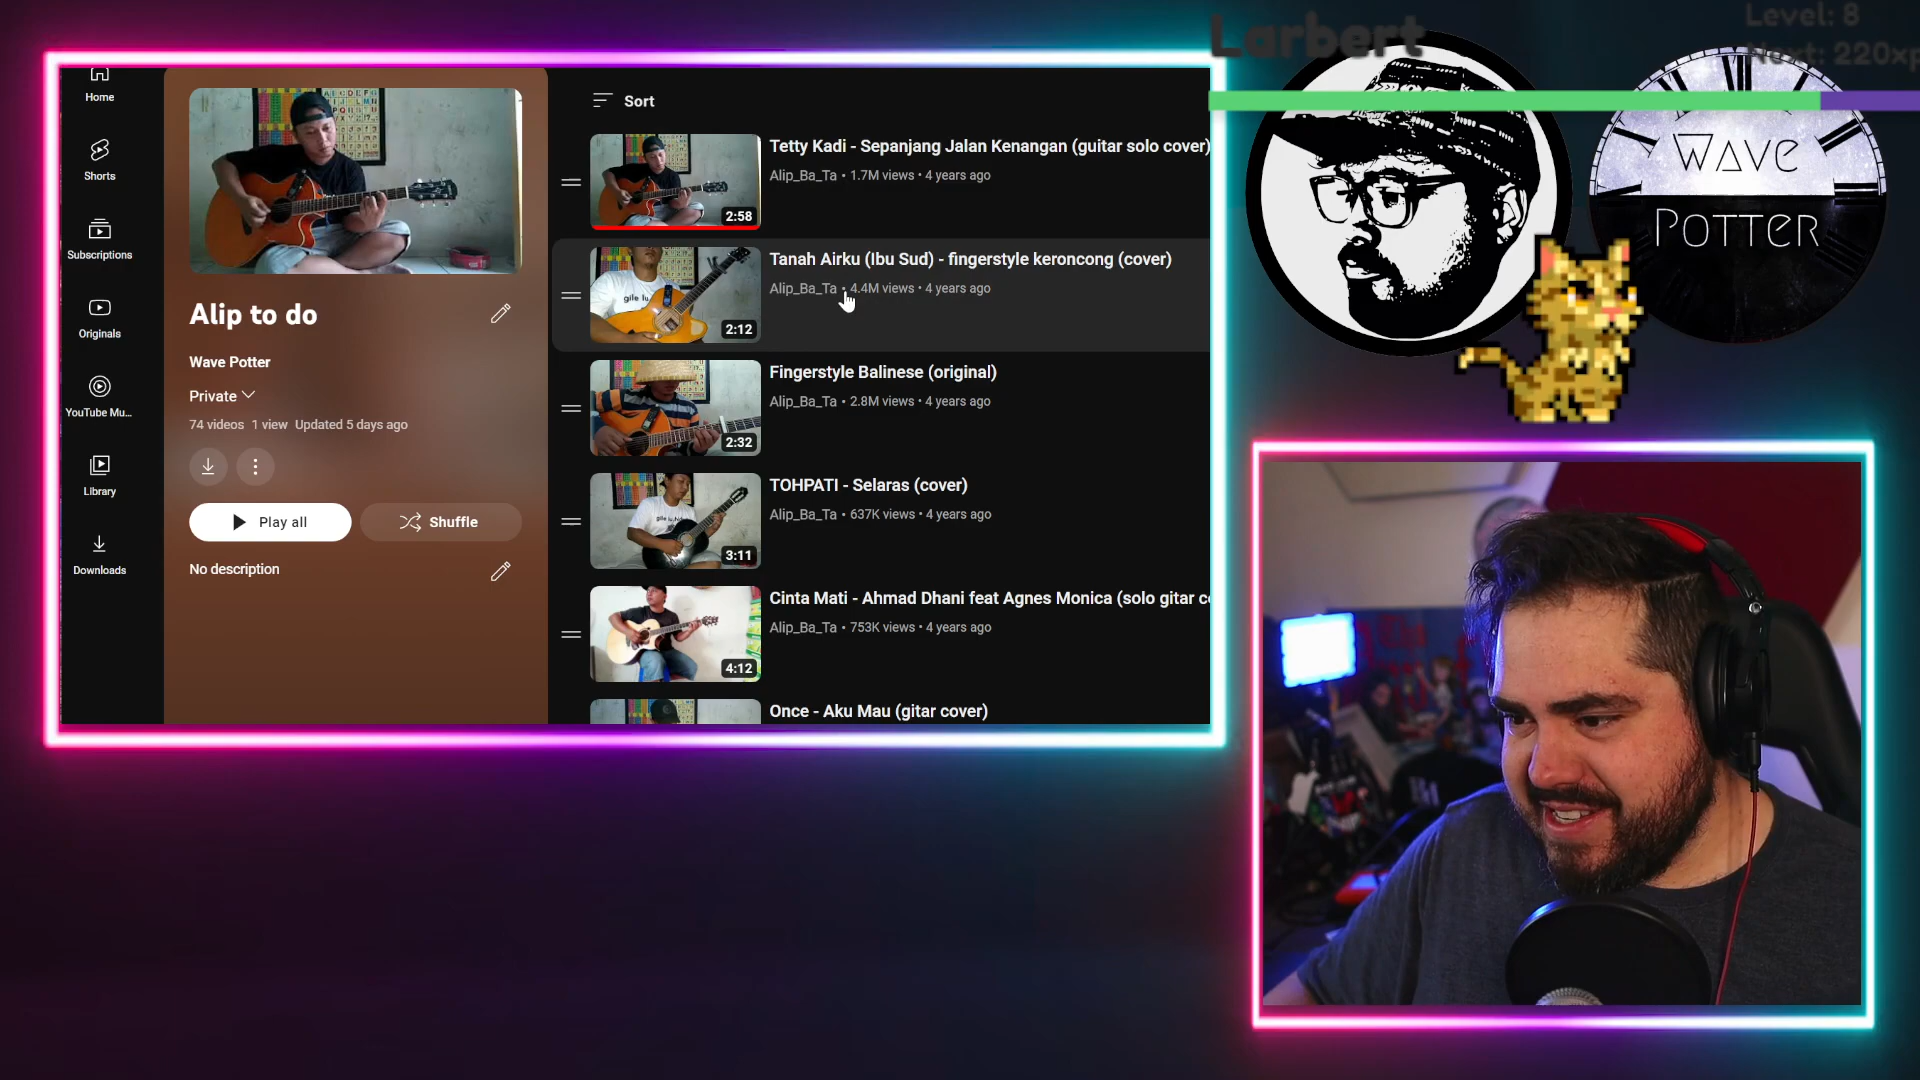 Home
Shorts
Subscriptions
Originals
YouTube Mu...
Library
Downloads
Alip to do
Wave Potter
Private
74 videos 1 view Updated 5 days ago
Play all
Shuffle
No description
Sort
Tetty Kadi - Sepanjang Jalan Kenangan (guitar solo cover)
Alip_Ba_Ta • 1.7M views • 4 years ago
2:58
Tanah Airku (Ibu Sud) - fingerstyle keroncong (cover)
Alip_Ba_Ta • 4.4M views • 4 years ago
2:12
Fingerstyle Balinese (original)
Alip_Ba_Ta • 2.8M views • 4 years ago
2:32
TOHPATI - Selaras (cover)
Alip_Ba_Ta • 637K views • 4 years ago
3:11
Cinta Mati - Ahmad Dhani feat Agnes Monica (solo gitar
Alip_Ba_Ta • 753K views • 4 years ago
4:12
Once - Aku Mau (gitar cover)
Larbert
Level: 8
Next: 220xp
WAVE
POTTER